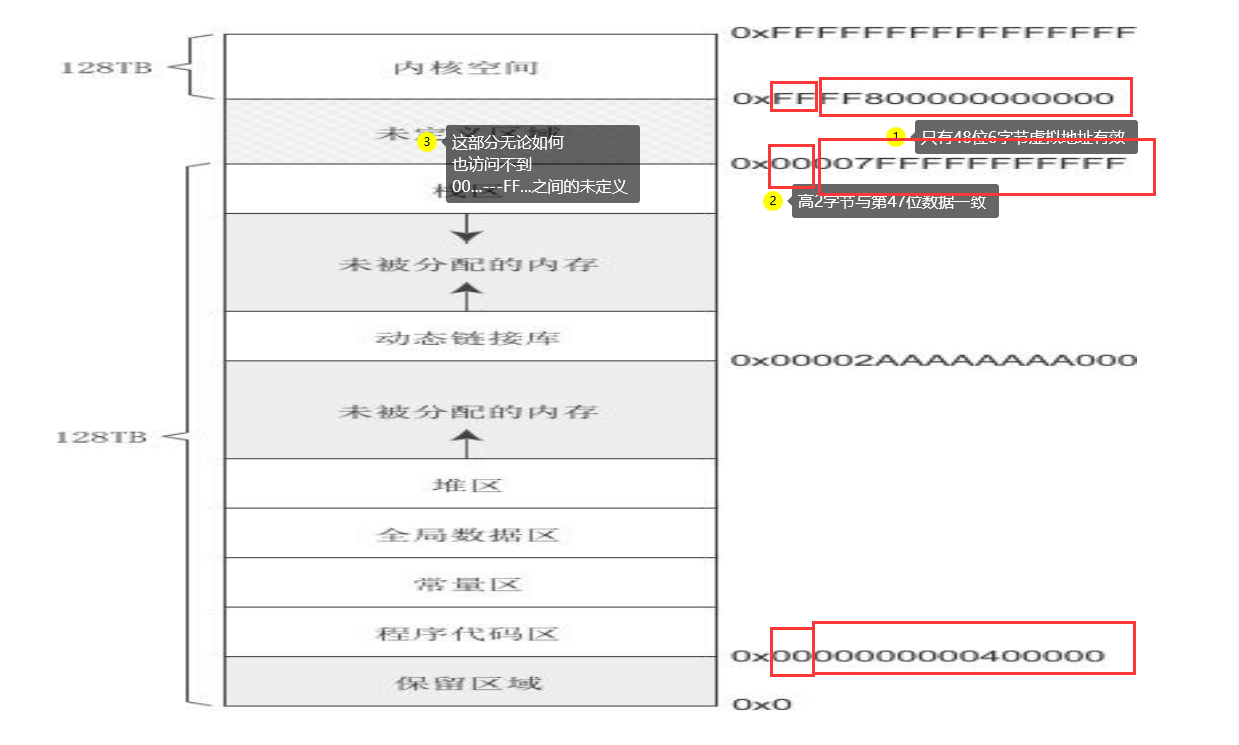 0xFFFFFFFFFFFFFFFF
128TB
内核空间
0xFFFF800000000000
未定义区域
3
这部分无论如何
也访问不到
00...---FF...之间的未定义
1
只有48位6字节虚拟地址有效
0x00007FFFFFFFFFFF
栈区
2
高2字节与第47位数据一致
未被分配的内存
动态链接库
0x00002AAAAAAAA000
未被分配的内存
128TB
堆区
全局数据区
常量区
程序代码区
0x0000000000400000
保留区域
0x0